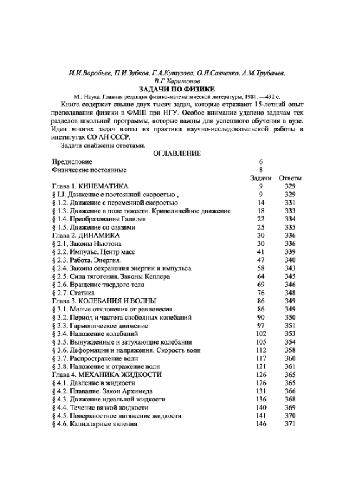 И.И.Воробьев, П.И.Зубков, Г.А.Кутузова, О.Я.Савченко, А.М.Трубачев,
В.Г.Харитонов
ЗАДАЧИ ПО ФИЗИКЕ
М.: Наука. Главная редакция физико-математической литературы, 1981. —432 с.
Книга содержит свыше двух тысяч задач, которые отражают 15-летний опыт
преподавания физики в ФМШ при НГУ. Особое внимание уделено задачам тех
разделов школьной программы, которые важны для успешного обучения в вузе.
Идеи многих задач взяты из практики научно-исследовательской работы в
институтах СО АН СССР.
Задачи снабжены ответами.
ОГЛАВЛЕНИЕ
Предисловие 6
Физические постоянные 8
Задачи Ответы
Глава 1. КИНЕМАТИКА 9 329
§ 1.1. Движение с постоянной скоростью , 9 329
§ 1.2. Движение с переменной скоростью 14 331
§ 1.3. Движение в поле тяжести. Криволинейное движение 18 333
§ 1.4. Преобразование Галилея 22 334
§ 1.5. Движение со связями 25 335
Глава 2. ДИНАМИКА 30 336
§ 2.1. Законы Ньютона 30 336
§ 2.2. Импульс. Центр масс 41 339
§ 2.3. Работа. Энергия. 47 340
§ 2.4. Законы сохранения энергии и импульса. 58 343
§ 2.5. Сила тяготения. Законы Кеплера 64 345
§ 2.6. Вращение твердого тела 69 346
§ 2.7. Статика 76 348
Глава 3. КОЛЕБАНИЯ И ВОЛНЫ 86 349
§ 3.1. Малые отклонения от равновесия 86 349
§ 3.2. Период и частота свободных колебаний 90 350
§ 3.3. Гармоническое движение 97 351
§ 3.4. Наложение колебаний 102 353
§ 3.5. Вынужденные и затухающие колебания 105 354
§ 3.6. Деформации и напряжения. Скорость волн 112 358
§ 3.7. Распространение волн 117 360
§ 3.8. Наложение и отражение волн 121 361
Глава 4. МЕХАНИКА ЖИДКОСТИ 126 365
§ 4.1. Давление в жидкости 126 365
§ 4.2. Плавание. Закон Архимеда 131 366
§ 4.3. Движение идеальной жидкости 136 368
§ 4.4. Течение вязкой жидкости 140 369
§ 4.5. Поверхностное натяжение жидкости 141 370
§ 4.6. Капиллярные явления 146 371